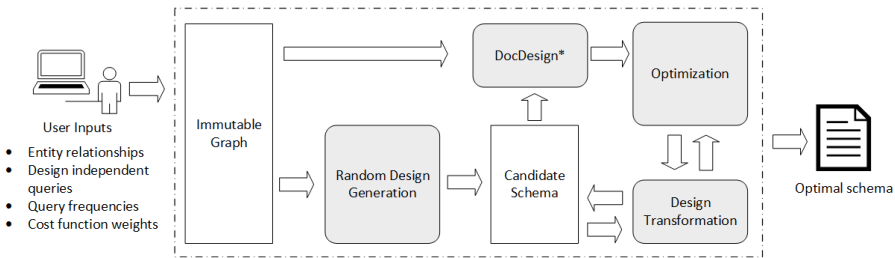 User Inputs
• Entity relationships
• Design independent
queries
• Query frequencies
• Cost function weights
Immutable
Graph
Random Design
Generation
DocDesign*
Candidate
Schema
Optimization
Design
Transformation
Optimal schema